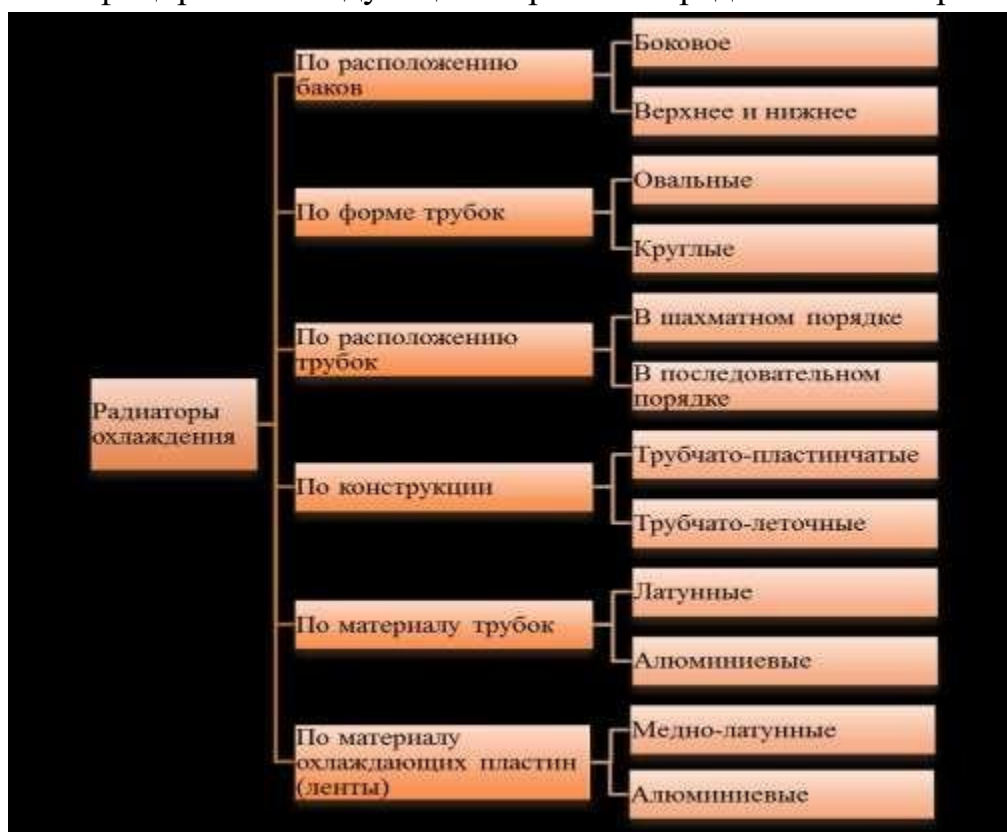 Радиаторы
охлаждения
По расположению
баков
Боковое
Верхнее и нижнее
По форме трубок
Овальные
Круглые
По расположению
трубок
В шахматном порядке
В последовательном
порядке
По конструкции
Трубчато-пластинчатые
Трубчато-леточные
По материалу трубок
Латунные
Алюминиевые
По материалу
охлаждающих пластин
(ленты)
Медно-латунные
Алюминиевые